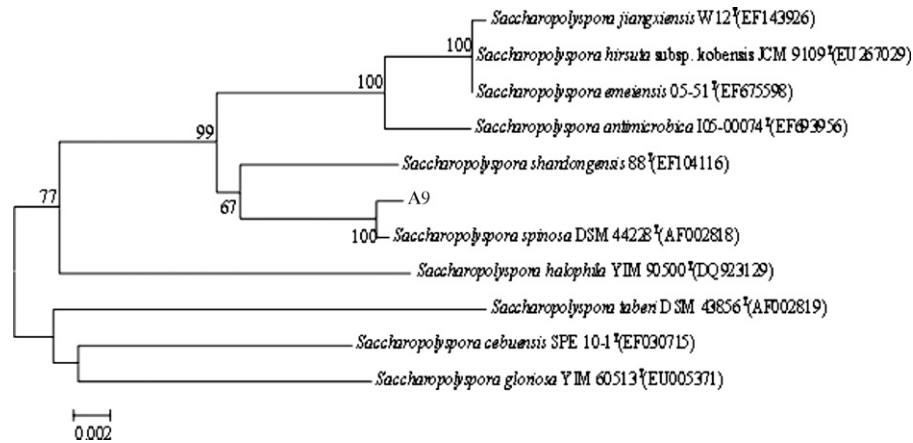 Saccharopolyspora jiangxiensis W12ᵀ(EF143926)
100
Saccharopolyspora hirsuta subsp. kobensis JCM 9109ᵀ(EU267029)
100
Saccharopolyspora emeiensis 05-51ᵀ(EF675598)
Saccharopolyspora antimicrobica I05-00074ᵀ(EF693956)
99
Saccharopolyspora shandongensis 88ᵀ(EF104116)
77
67
A9
100
Saccharopolyspora spinosa DSM 44228ᵀ(AF002818)
Saccharopolyspora halophila YIM 90500ᵀ(DQ923129)
Saccharopolyspora taberi DSM 43856ᵀ(AF002819)
Saccharopolyspora cebuensis SPE 10-1ᵀ(EF030715)
Saccharopolyspora gloriosa YIM 60513ᵀ(EU005371)
0.002